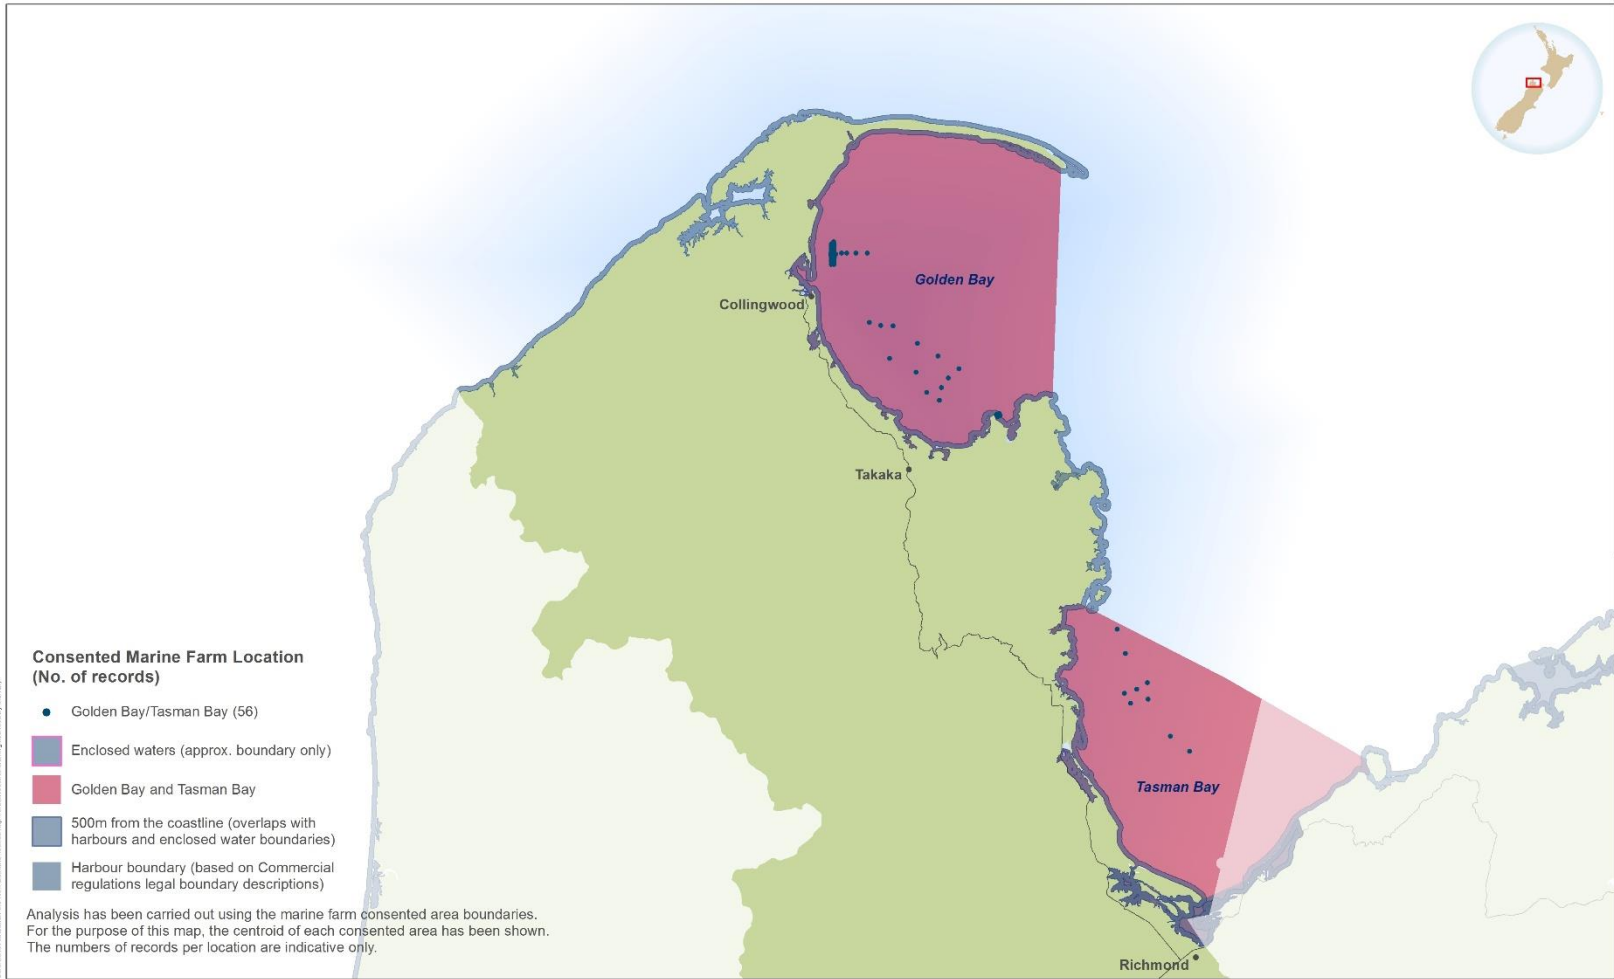 Golden Bay
Collingwood
Takaka
Tasman Bay
Richmond
Consented Marine Farm Location
(No. of records)
Golden Bay/Tasman Bay (56)
Enclosed waters (approx. boundary only)
Golden Bay and Tasman Bay
500m from the coastline (overlaps with
harbours and enclosed water boundaries)
Harbour boundary (based on Commercial
regulations legal boundary descriptions)
Analysis has been carried out using the marine farm consented area boundaries.
For the purpose of this map, the centroid of each consented area has been shown.
The numbers of records per location are indicative only.